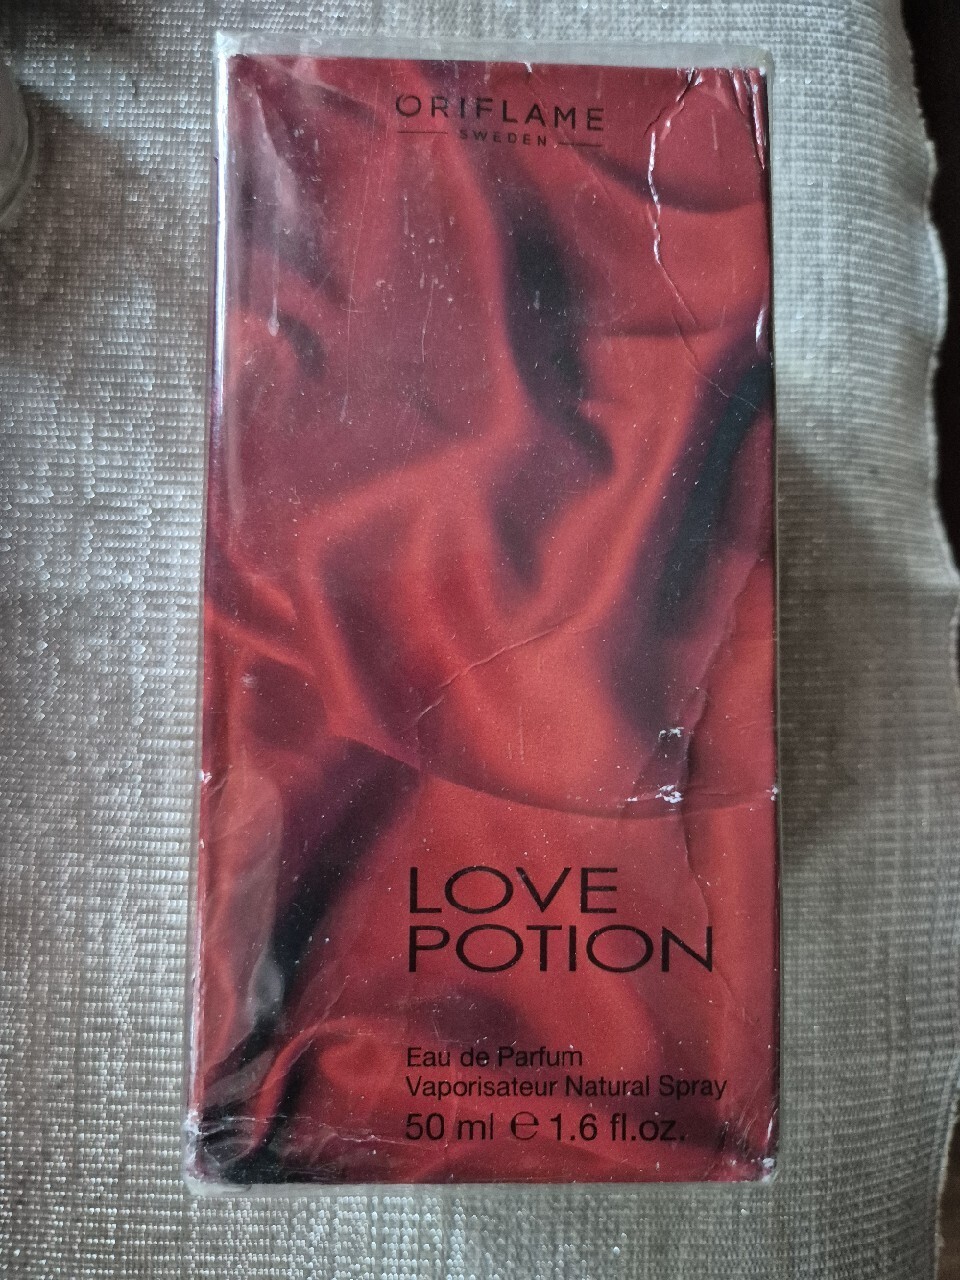 ORIFLAME
SWEDEN
LOVE
POTION
Eau de Parfum
Vaporisateur Natural Spray
50 ml ℮ 1.6 fl.oz.